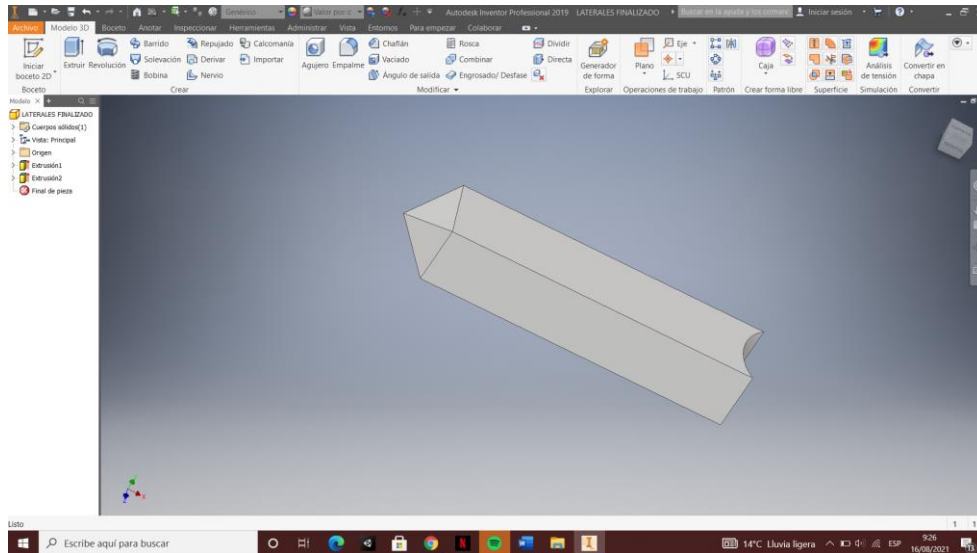 Genérico
Valor por c
Autodesk Inventor Professional 2019 LATERALES FINALIZADO
Buscar en la ayuda y los comand
Iniciar sesión
Archivo Modelo 3D Boceto Anotar Inspeccionar Herramientas Administrar Vista Entornos Para empezar Colaborar
Iniciar boceto 2D
Extruir Revolución
Barrido Repujado Calcomanía
Solevación Derivar Importar
Bobina Nervio
Agujero Empalme
Chaflán Rosca Dividir
Vaciado Combinar Directa
Ángulo de salida Engrosado/ Desfase
Generador de forma
Plano
Eje
SCU
Caja
Análisis de tensión
Convertir en chapa
Boceto Crear Modificar Explorar Operaciones de trabajo Patrón Crear forma libre Superficie Simulación Convertir
Modelo
LATERALES FINALIZADO
Cuerpos sólidos(1)
Vista: Principal
Origen
Extrusión1
Extrusión2
Final de pieza
Z
X
Listo
1 1
Escribe aquí para buscar
14°C Lluvia ligera
ESP
9:26
16/08/2021